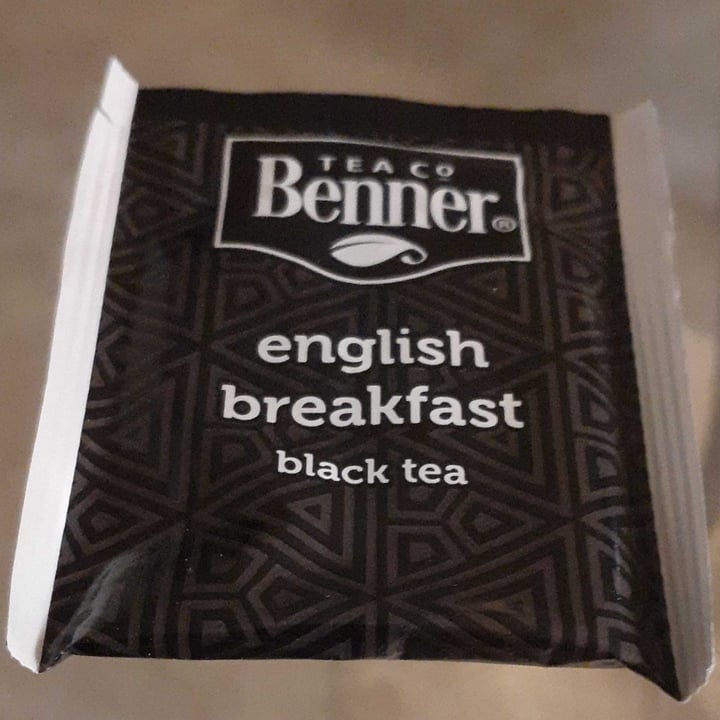 TEA CO
Benner®
english
breakfast
black tea